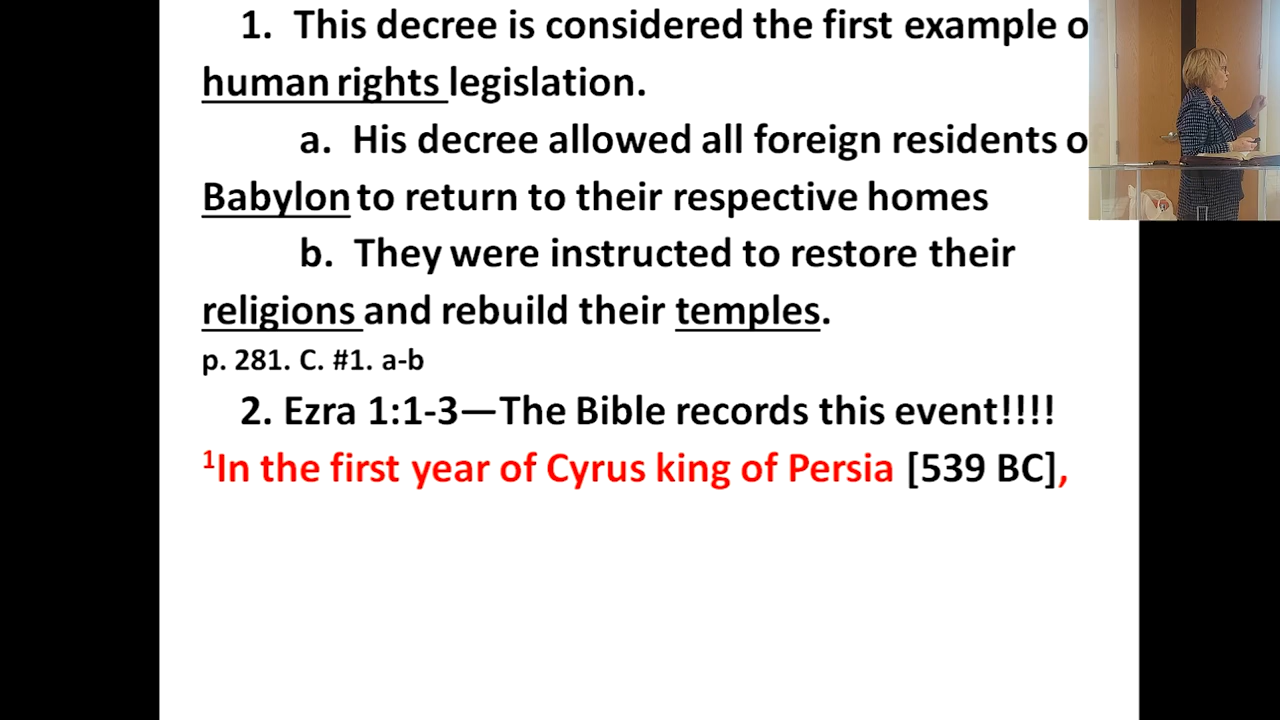 1. This decree is considered the first example o
human rights legislation.
a. His decree allowed all foreign residents o
Babylon to return to their respective homes
b. They were instructed to restore their
religions and rebuild their temples.
p. 281. C. #1. a-b
2. Ezra 1:1-3—The Bible records this event!!!!
¹In the first year of Cyrus king of Persia [539 BC],